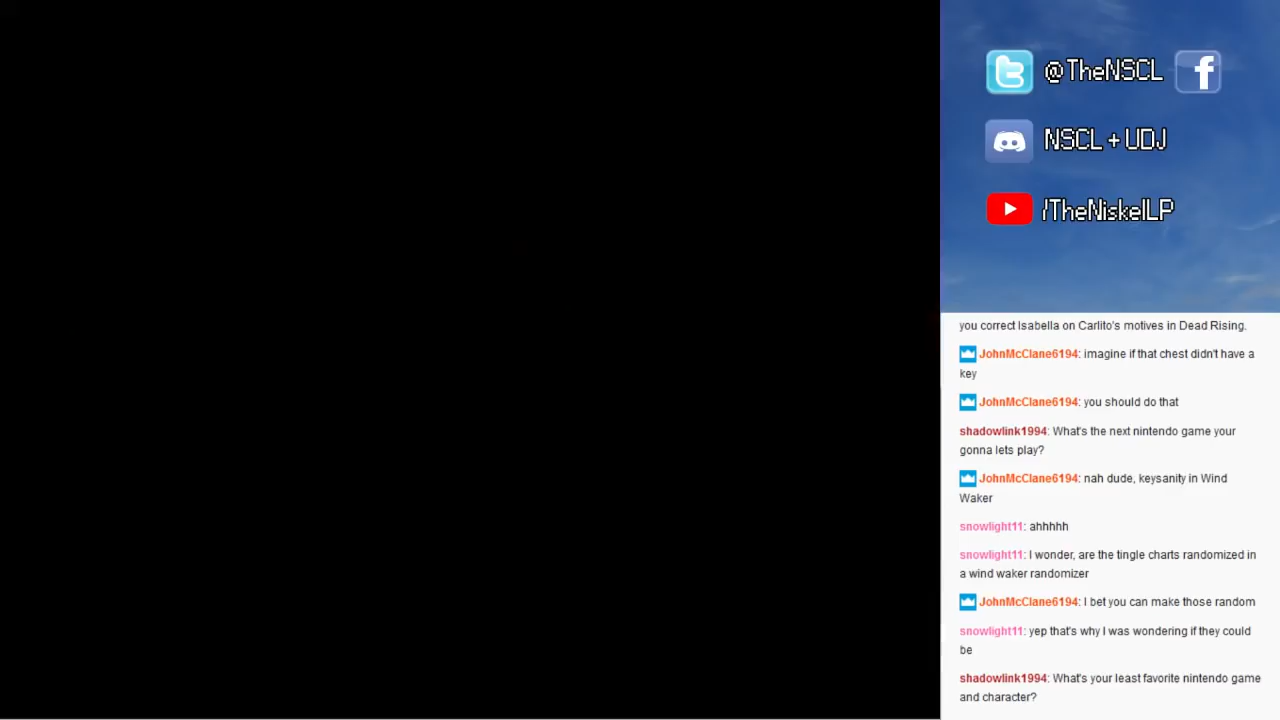 @TheNSCL
NSCL + UDJ
/TheNiskelLP
you correct Isabella on Carlito's motives in Dead Rising.
JohnMcClane6194: imagine if that chest didn't have a
key
JohnMcClane6194: you should do that
shadowlink1994: What's the next nintendo game your
gonna lets play?
JohnMcClane6194: nah dude, keysanity in Wind
Waker
snowlight11: ahhhhh
snowlight11: I wonder, are the tingle charts randomized in
a wind waker randomizer
JohnMcClane6194: I bet you can make those random
snowlight11: yep that's why I was wondering if they could
be
shadowlink1994: What's your least favorite nintendo game
and character?